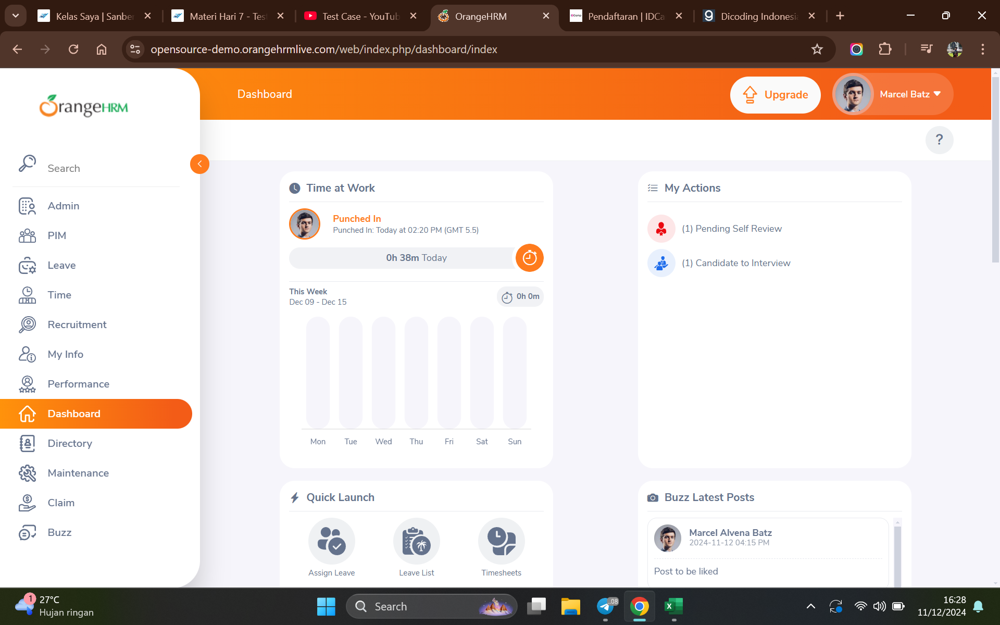 Kelas Saya | Sanber
Materi Hari 7 - Test
Test Case - YouTub
OrangeHRM
Pendaftaran | IDCa
Dicoding Indonesia
opensource-demo.orangehrmlive.com/web/index.php/dashboard/index
OrangeHRM
Dashboard
Upgrade
Marcel Batz
?
Search
Admin
PIM
Leave
Time
Recruitment
My Info
Performance
Dashboard
Directory
Maintenance
Claim
Buzz
Time at Work
Punched In
Punched In: Today at 02:20 PM (GMT 5.5)
0h 38m Today
This Week
Dec 09 - Dec 15
0h 0m
Mon Tue Wed Thu Fri Sat Sun
My Actions
(1) Pending Self Review
(1) Candidate to Interview
Quick Launch
Assign Leave
Leave List
Timesheets
Buzz Latest Posts
Marcel Alvena Batz
2024-11-12 04:15 PM
Post to be liked
1
27°C
Hujan ringan
Search
..08
16:28
11/12/2024